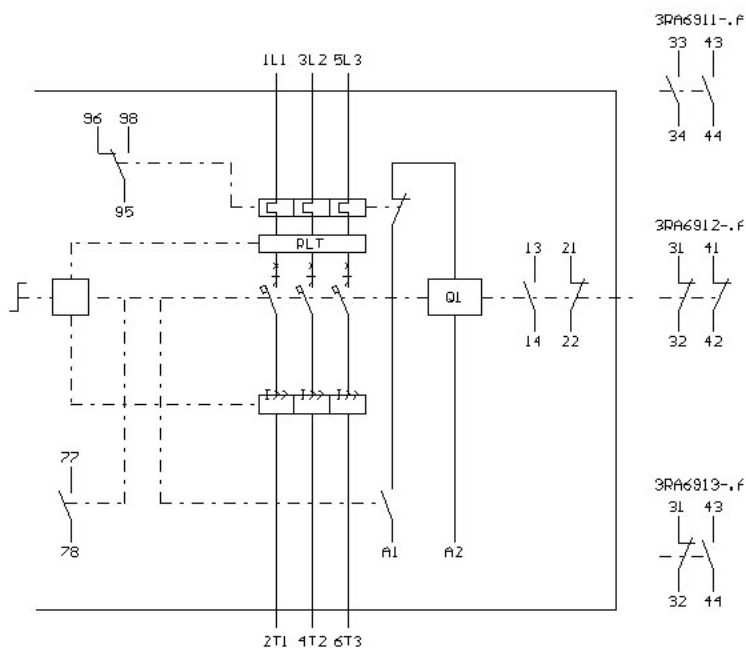 3RA6911-.A
1L1 3L2 5L3
33 43
96 98
34 44
95
3RA6912-.A
RLT
13 21
31 41
Q1
14 22
32 42
I>> I>> I>>
77
3RA6913-.A
31 43
78
A1 A2
32 44
2T1 4T2 6T3